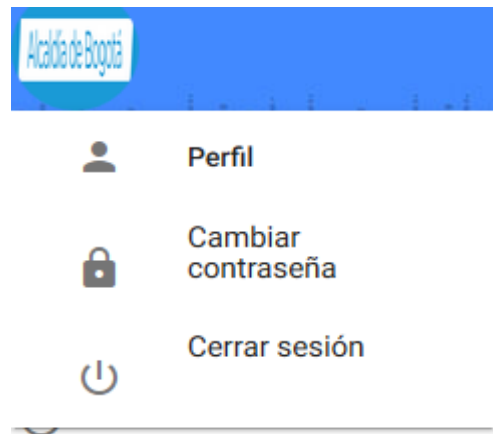 Alcaldía de Bogotá
Perfil
Cambiar
contraseña
Cerrar sesión